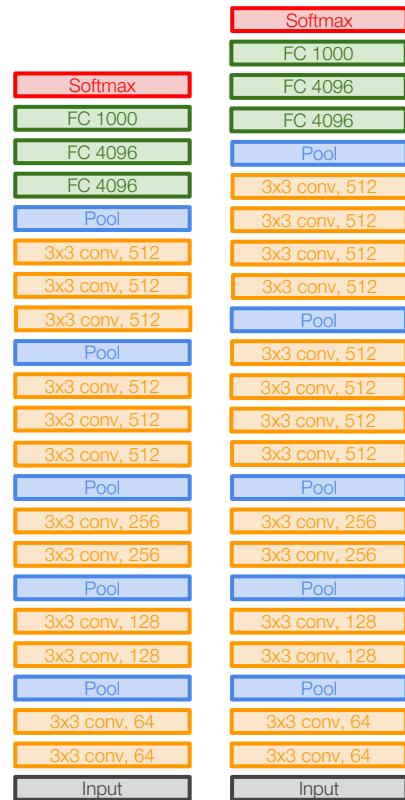 Softmax
FC 1000
FC 4096
FC 4096
Pool
3x3 conv, 512
3x3 conv, 512
3x3 conv, 512
Pool
3x3 conv, 512
3x3 conv, 512
3x3 conv, 512
Pool
3x3 conv, 256
3x3 conv, 256
Pool
3x3 conv, 128
3x3 conv, 128
Pool
3x3 conv, 64
3x3 conv, 64
Input
Softmax
FC 1000
FC 4096
FC 4096
Pool
3x3 conv, 512
3x3 conv, 512
3x3 conv, 512
3x3 conv, 512
Pool
3x3 conv, 512
3x3 conv, 512
3x3 conv, 512
3x3 conv, 512
Pool
3x3 conv, 256
3x3 conv, 256
Pool
3x3 conv, 128
3x3 conv, 128
Pool
3x3 conv, 64
3x3 conv, 64
Input